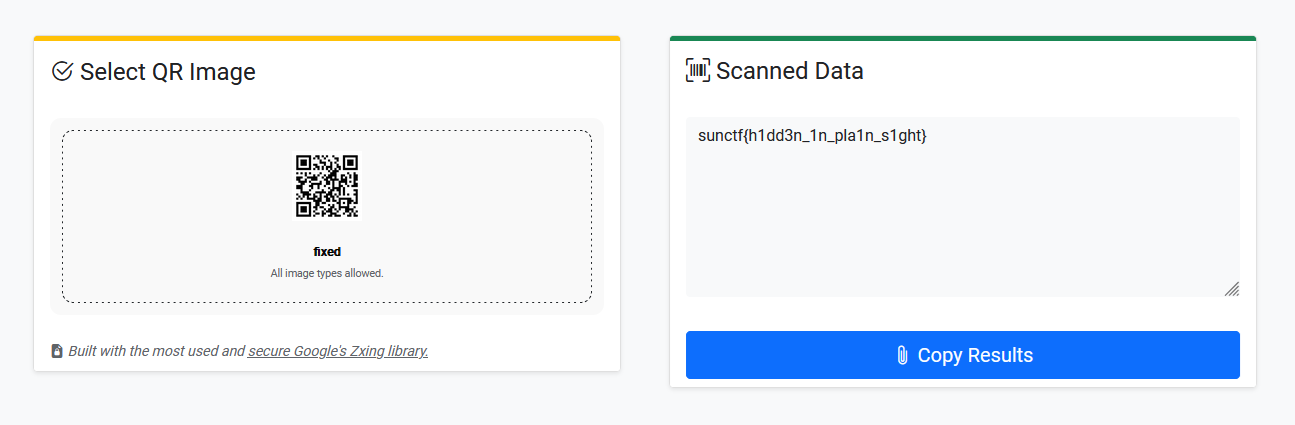 Select QR Image
fixed
All image types allowed.
Built with the most used and secure Google's Zxing library.
Scanned Data
sunctf{h1dd3n_1n_pla1n_s1ght}
Copy Results